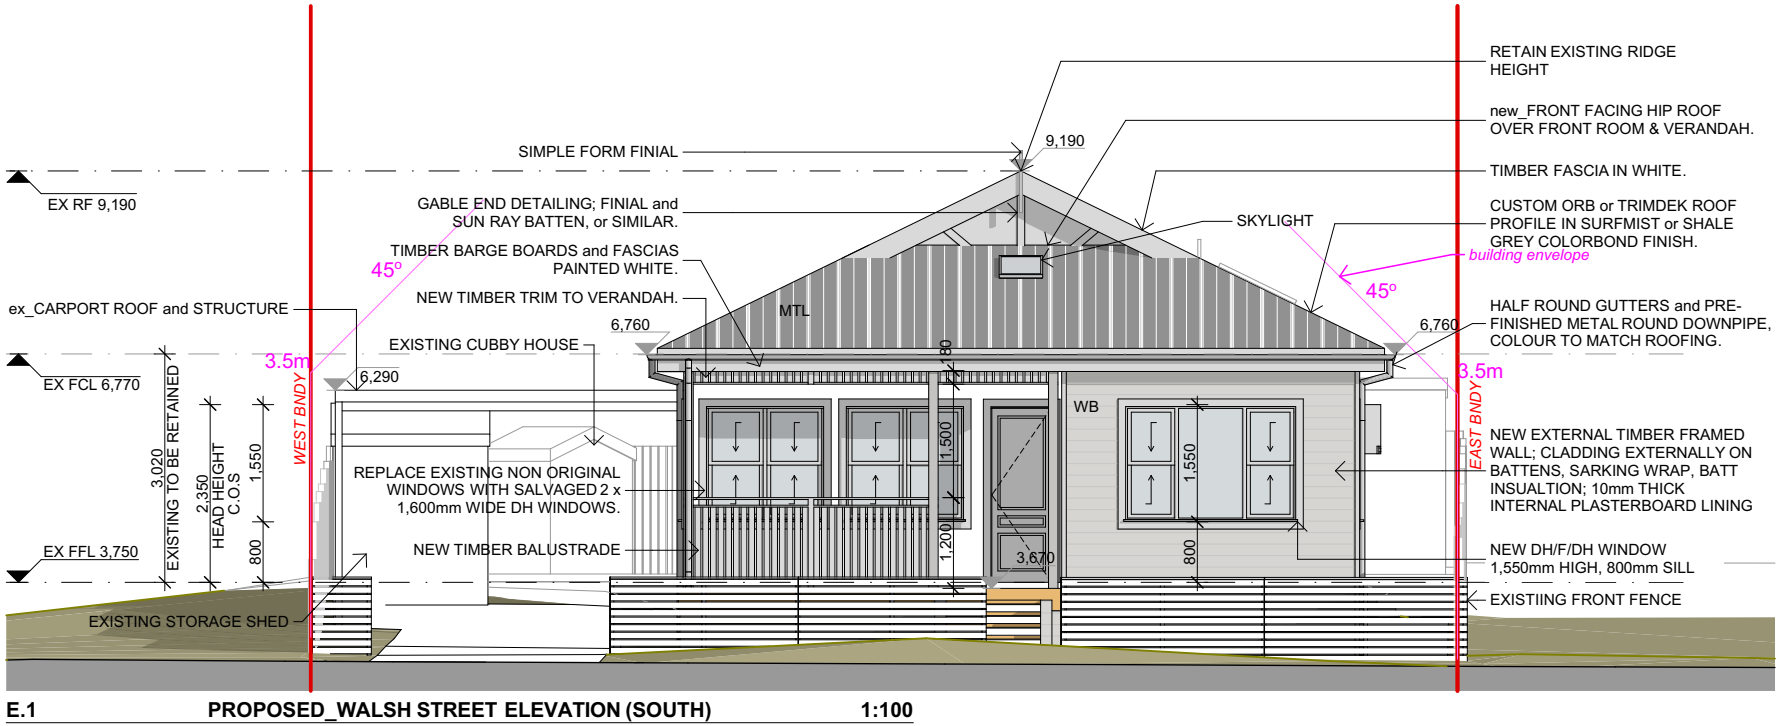 RETAIN EXISTING RIDGE
HEIGHT
new_FRONT FACING HIP ROOF
OVER FRONT ROOM & VERANDAH.
SIMPLE FORM FINIAL
9,190
TIMBER FASCIA IN WHITE.
EX RF 9,190
GABLE END DETAILING; FINIAL and
SUN RAY BATTEN, or SIMILAR.
SKYLIGHT
CUSTOM ORB or TRIMDEK ROOF
PROFILE IN SURFMIST or SHALE
GREY COLORBOND FINISH.
building envelope
TIMBER BARGE BOARDS and FASCIAS
PAINTED WHITE.
45º
45º
NEW TIMBER TRIM TO VERANDAH.
ex_CARPORT ROOF and STRUCTURE
MTL
HALF ROUND GUTTERS and PRE-
FINISHED METAL ROUND DOWNPIPE,
COLOUR TO MATCH ROOFING.
6,760
6,760
EXISTING CUBBY HOUSE
3.5m
3.5m
EX FCL 6,770
6,290
180
WEST BNDY
EAST BNDY
WB
3,020
EXISTING TO BE RETAINED
2,350
HEAD HEIGHT
C.O.S
1,550
800
1,500
1,200
1,550
800
NEW EXTERNAL TIMBER FRAMED
WALL; CLADDING EXTERNALLY ON
BATTENS, SARKING WRAP, BATT
INSUALTION; 10mm THICK
INTERNAL PLASTERBOARD LINING
REPLACE EXISTING NON ORIGINAL
WINDOWS WITH SALVAGED 2 x
1,600mm WIDE DH WINDOWS.
EX FFL 3,750
NEW TIMBER BALUSTRADE
3,670
NEW DH/F/DH WINDOW
1,550mm HIGH, 800mm SILL
EXISTIING FRONT FENCE
EXISTING STORAGE SHED
E.1 PROPOSED_WALSH STREET ELEVATION (SOUTH) 1:100